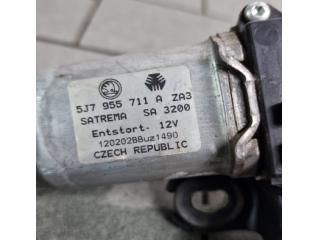 5J7 955 711 A ZA3
SATREMA SA 3200
Entstort. 12V
120202BBuz1490
CZECH REPUBLIC